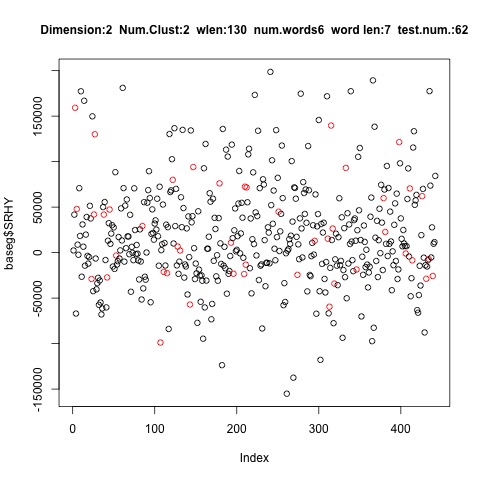 Dimension:2 Num.Clust:2 wlen:130 num.words6 word len:7 test.num.:62
baseg$SRHY
150000
50000
0
-50000
-150000
0 100 200 300 400
Index